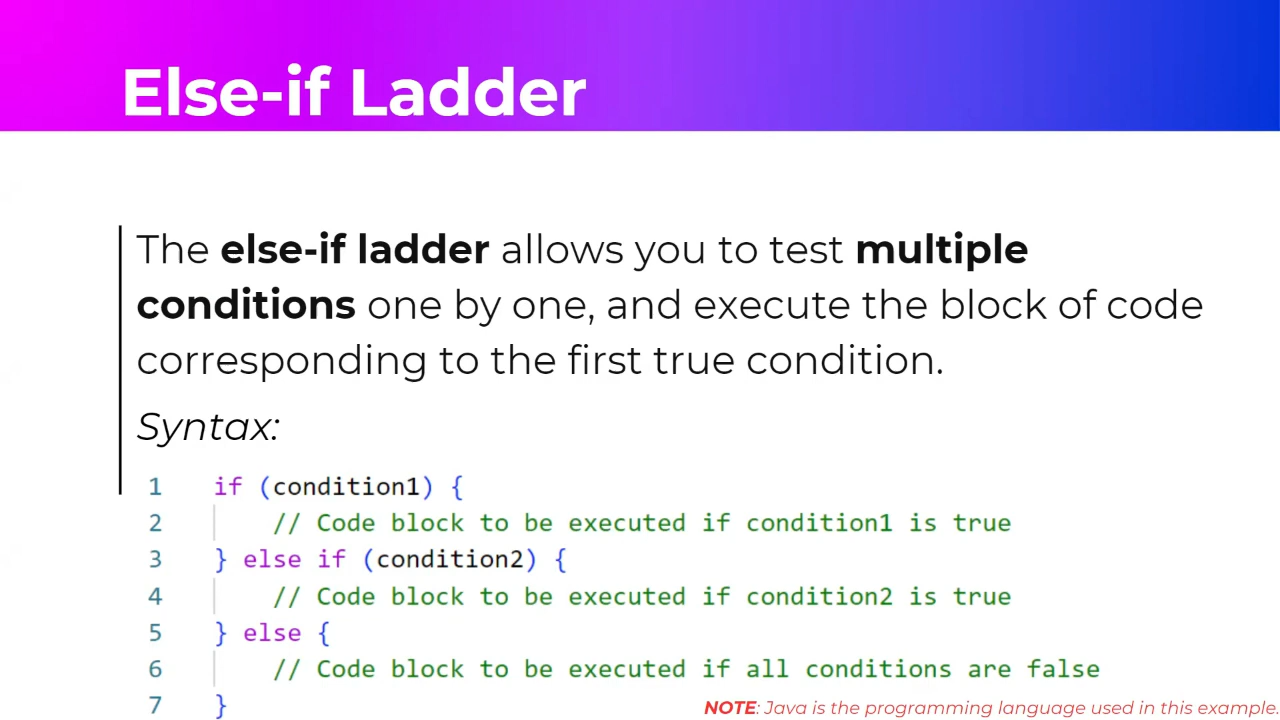 Else-if Ladder
The else-if ladder allows you to test multiple
conditions one by one, and execute the block of code
corresponding to the first true condition.
Syntax:
1 if (condition1) {
2 // Code block to be executed if condition1 is true
3 } else if (condition2) {
4 // Code block to be executed if condition2 is true
5 } else {
6 // Code block to be executed if all conditions are false
7 }
NOTE: Java is the programming language used in this example.